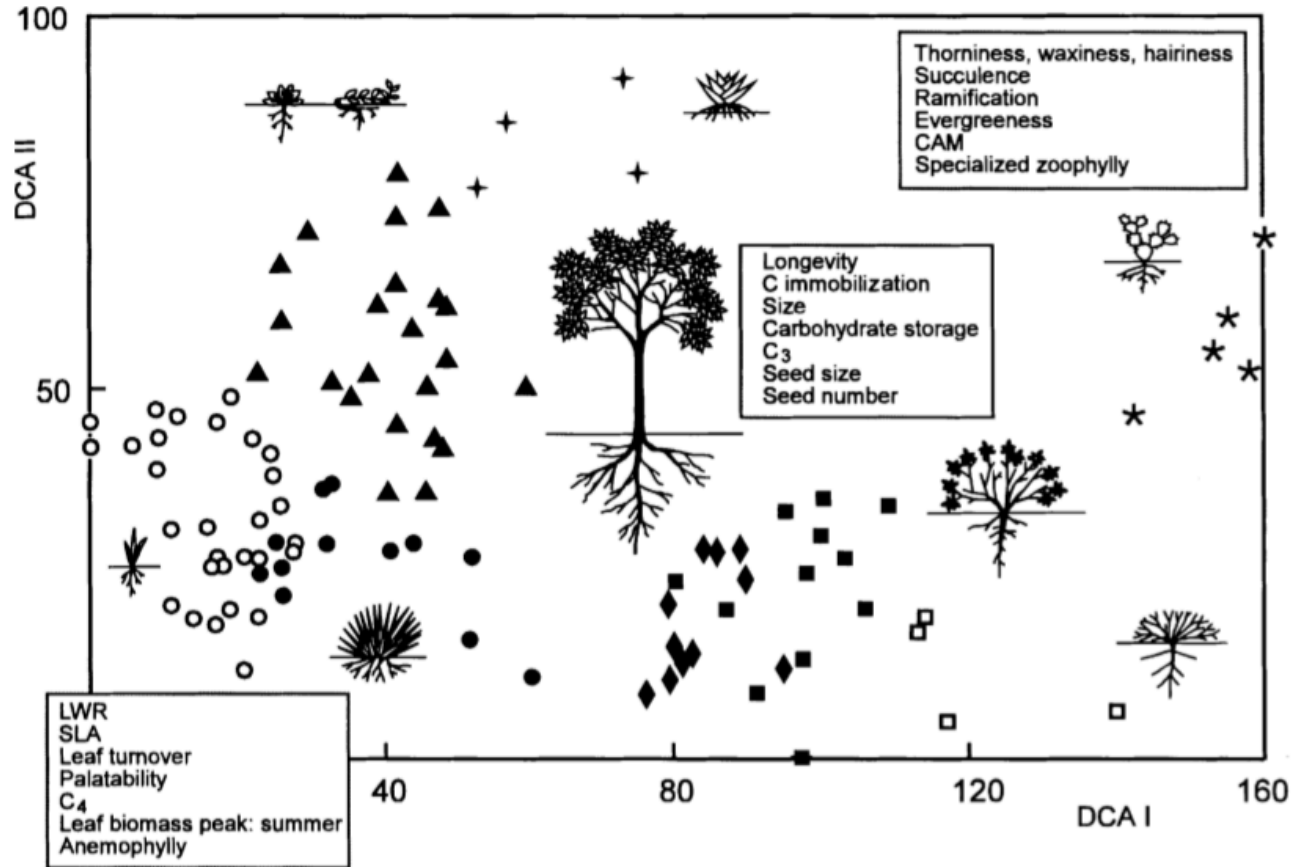 100
DCA II
50
Thorniness, waxiness, hairiness
Succulence
Ramification
Evergreeness
CAM
Specialized zoophylly
Longevity
C immobilization
Size
Carbohydrate storage
C₃
Seed size
Seed number
LWR
SLA
Leaf turnover
Palatability
C₄
Leaf biomass peak: summer
Anemophylly
40
80
120
160
DCA I